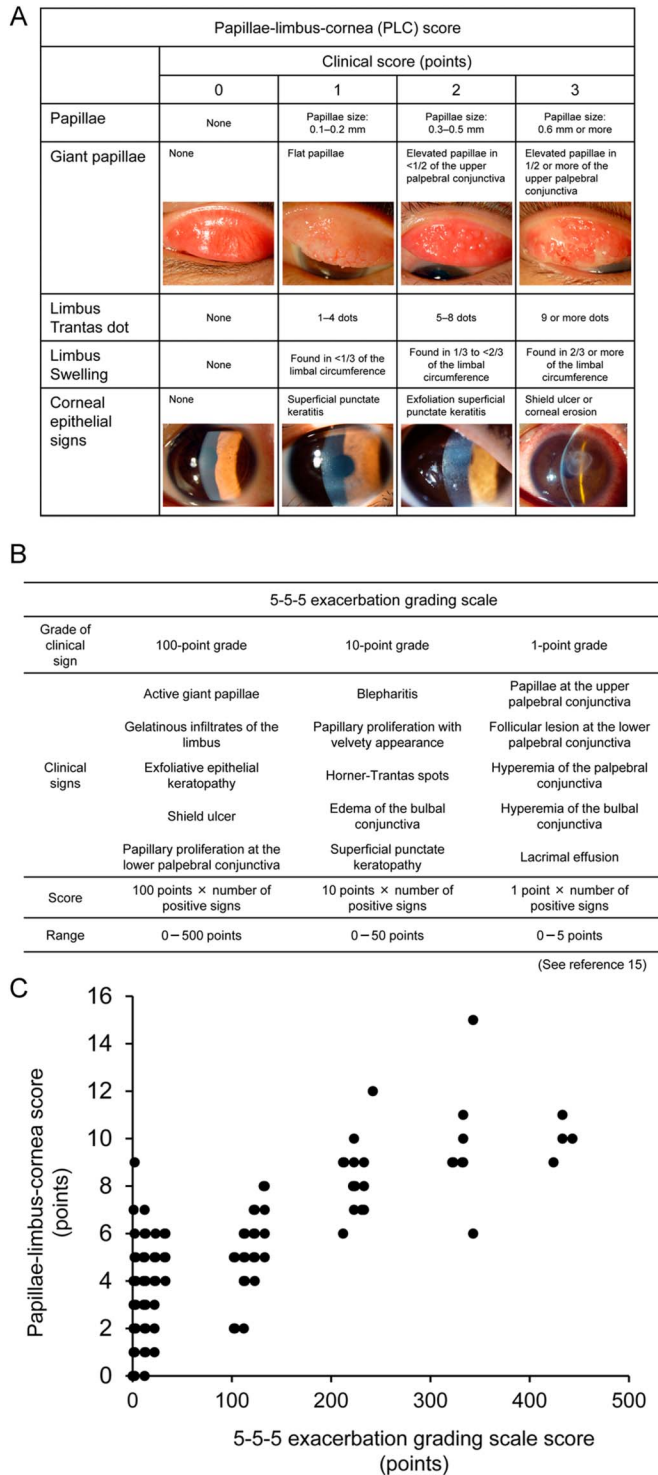 A
Papillae-limbus-cornea (PLC) score
Clinical score (points)
0 1 2 3
Papillae
None
Papillae size:
0.1–0.2 mm
Papillae size:
0.3–0.5 mm
Papillae size:
0.6 mm or more
Giant papillae
None
Flat papillae
Elevated papillae in
<1/2 of the upper
palpebral conjunctiva
Elevated papillae in
1/2 or more of the
upper palpebral
conjunctiva
Limbus
Trantas dot
None
1–4 dots
5–8 dots
9 or more dots
Limbus
Swelling
None
Found in <1/3 of the
limbal circumference
Found in 1/3 to <2/3
of the limbal
circumference
Found in 2/3 or more
of the limbal
circumference
Corneal
epithelial
signs
None
Superficial punctate
keratitis
Exfoliation superficial
punctate keratitis
Shield ulcer or
corneal erosion
B
5-5-5 exacerbation grading scale
Grade of
clinical
sign
100-point grade
10-point grade
1-point grade
Clinical
signs
Active giant papillae
Blepharitis
Papillae at the upper
palpebral conjunctiva
Gelatinous infiltrates of the
limbus
Papillary proliferation with
velvety appearance
Follicular lesion at the lower
palpebral conjunctiva
Exfoliative epithelial
keratopathy
Horner-Trantas spots
Hyperemia of the palpebral
conjunctiva
Shield ulcer
Edema of the bulbal
conjunctiva
Hyperemia of the bulbal
conjunctiva
Papillary proliferation at the
lower palpebral conjunctiva
Superficial punctate
keratopathy
Lacrimal effusion
Score
100 points × number of
positive signs
10 points × number of
positive signs
1 point × number of
positive signs
Range
0–500 points
0–50 points
0–5 points
(See reference 15)
C
Papillae-limbus-cornea score
(points)
16
14
12
10
8
6
4
2
0
0 100 200 300 400 500
5-5-5 exacerbation grading scale score
(points)